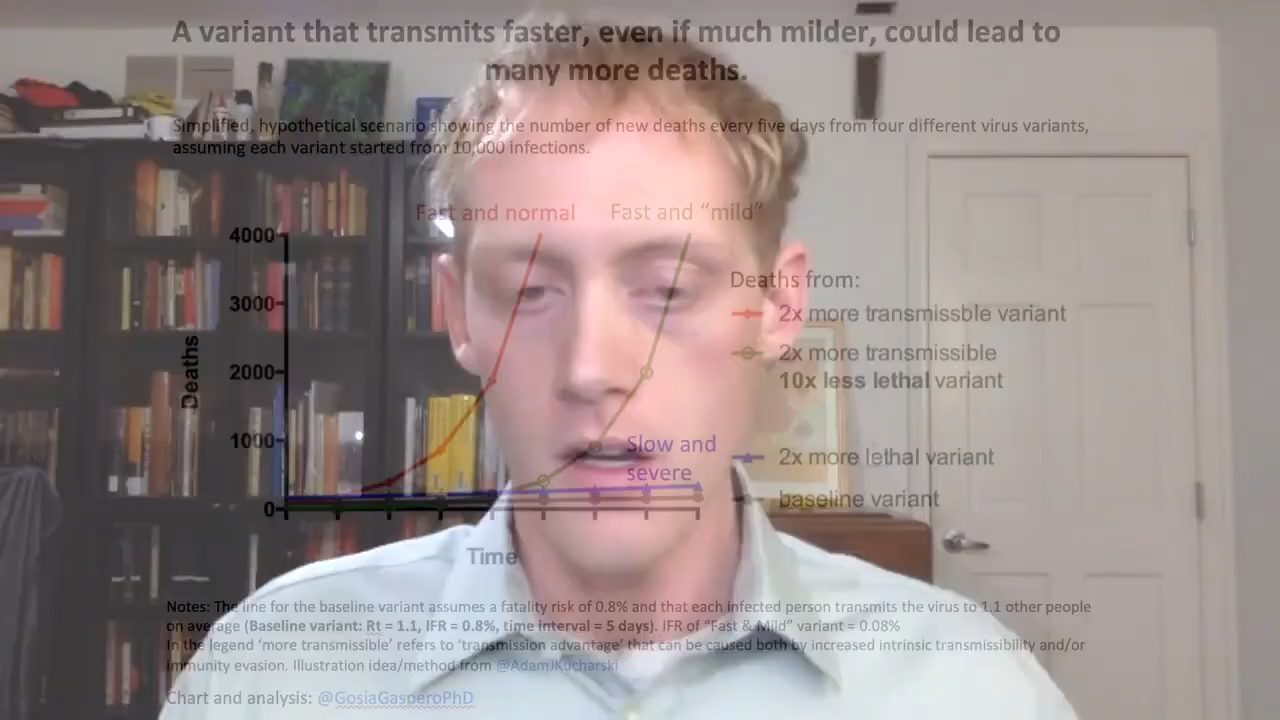 A variant that transmits faster, even if much milder, could lead to
many more deaths.
Simplified, hypothetical scenario showing the number of new deaths every five days from four different virus variants,
assuming each variant started from 10,000 infections.
Fast and normal
Fast and “mild”
4000
3000
2000
1000
0
Deaths
Time
Slow and
severe
Deaths from:
2x more transmissble variant
2x more transmissible
10x less lethal variant
2x more lethal variant
baseline variant
Notes: The line for the baseline variant assumes a fatality risk of 0.8% and that each infected person transmits the virus to 1.1 other people
on average (Baseline variant: Rt = 1.1, IFR = 0.8%, time interval = 5 days). IFR of “Fast & Mild” variant = 0.08%
In the legend ‘more transmissible’ refers to ‘transmission advantage’ that can be caused both by increased intrinsic transmissibility and/or
immunity evasion. Illustration idea/method from @AdamJKucharski
Chart and analysis: @GosiaGasperoPhD